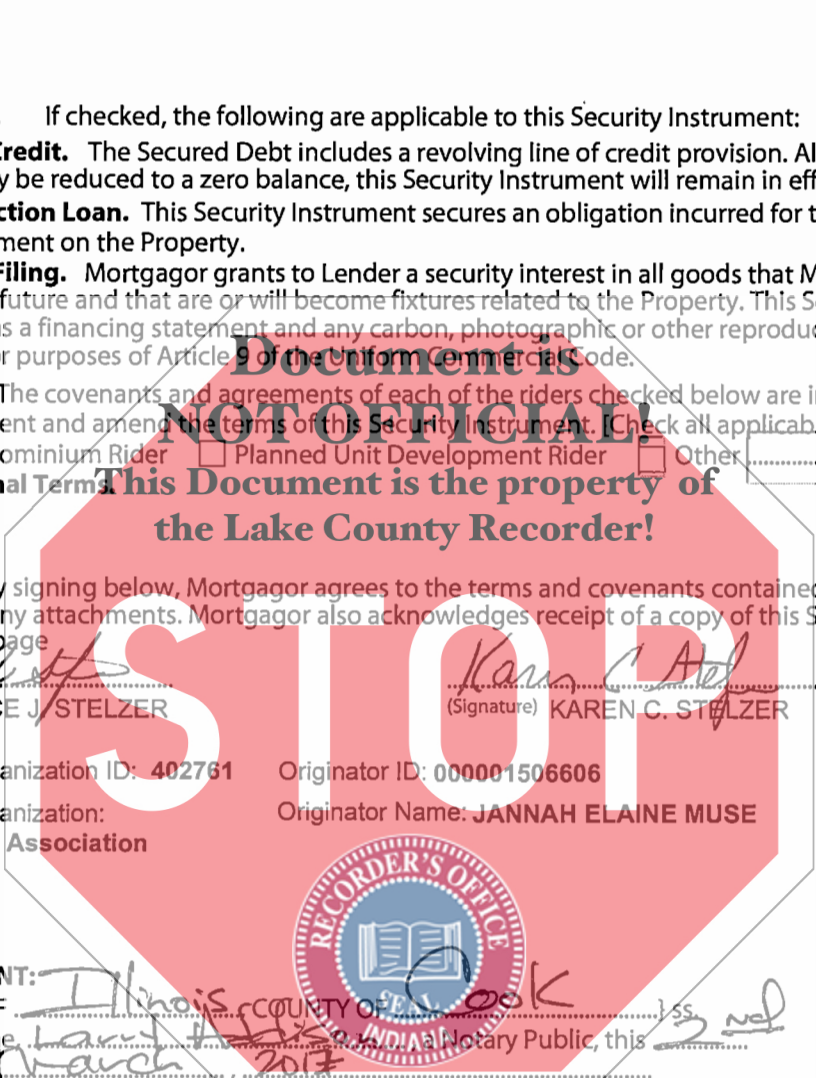 If checked, the following are applicable to this Security Instrument:
Credit. The Secured Debt includes a revolving line of credit provision. Al
y be reduced to a zero balance, this Security Instrument will remain in eff
ction Loan. This Security Instrument secures an obligation incurred for t
ment on the Property.
Filing. Mortgagor grants to Lender a security interest in all goods that M
future and that are or will become fixtures related to the Property. This S
s a financing statement and any carbon, photographic or other reproduc
Document is
r purposes of Article 9 of the Uniform Commercial Code.
The covenants and agreements of each of the riders checked below are i
NOT OFFICIAL!
ent and amend the terms of this Security Instrument. [Check all applicab
ominium Rider Planned Unit Development Rider Other
al Terms.
This Document is the property of
the Lake County Recorder!
y signing below, Mortgagor agrees to the terms and covenants contained
ny attachments. Mortgagor also acknowledges receipt of a copy of this S
page
STOP
Karen C Stel
E J STELZER (Signature) KAREN C. STELZER
anization ID: 402761 Originator ID: 000001506606
anization: Originator Name: JANNAH ELAINE MUSE
Association
RECORDER'S OFFICE
SEAL
INDIANA
NT:
F Illinois, COUNTY OF Cook } ss.
e, Larry a Notary Public, this 2nd
March 2017